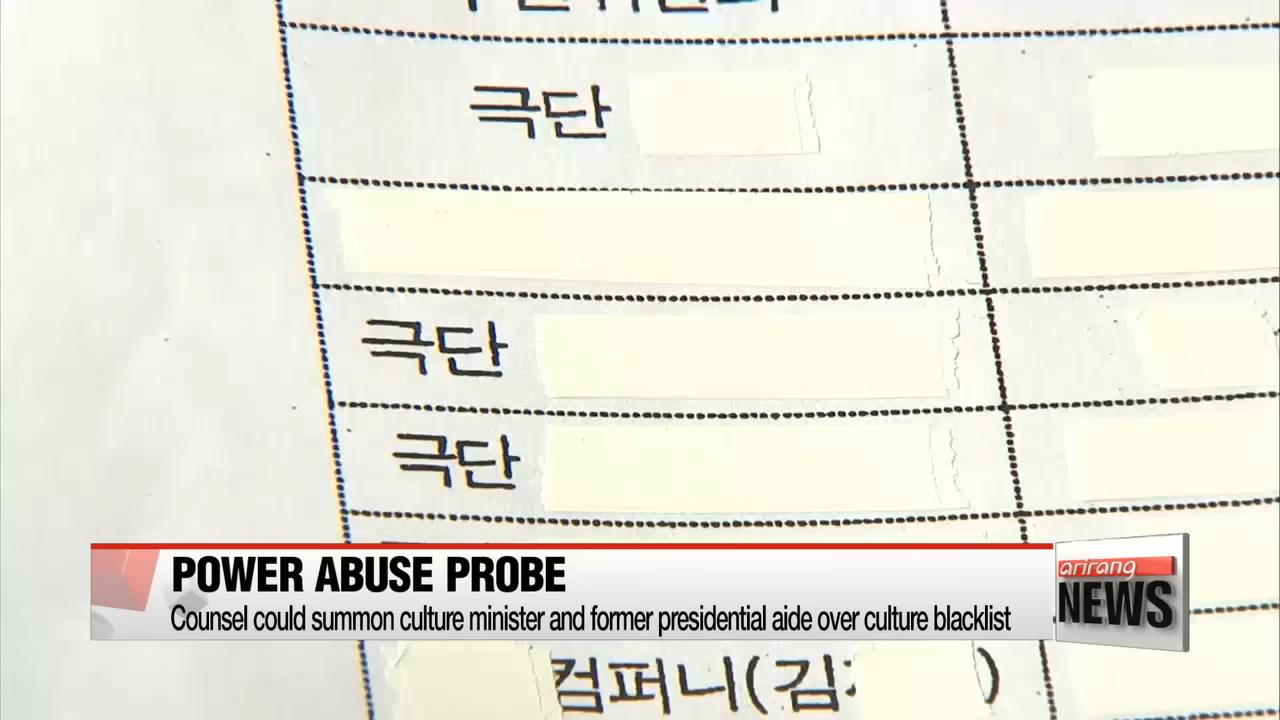 극단
극단
극단
POWER ABUSE PROBE
Counsel could summon culture minister and former presidential aide over culture blacklist
arirang
NEWS
컴퍼니(김 )